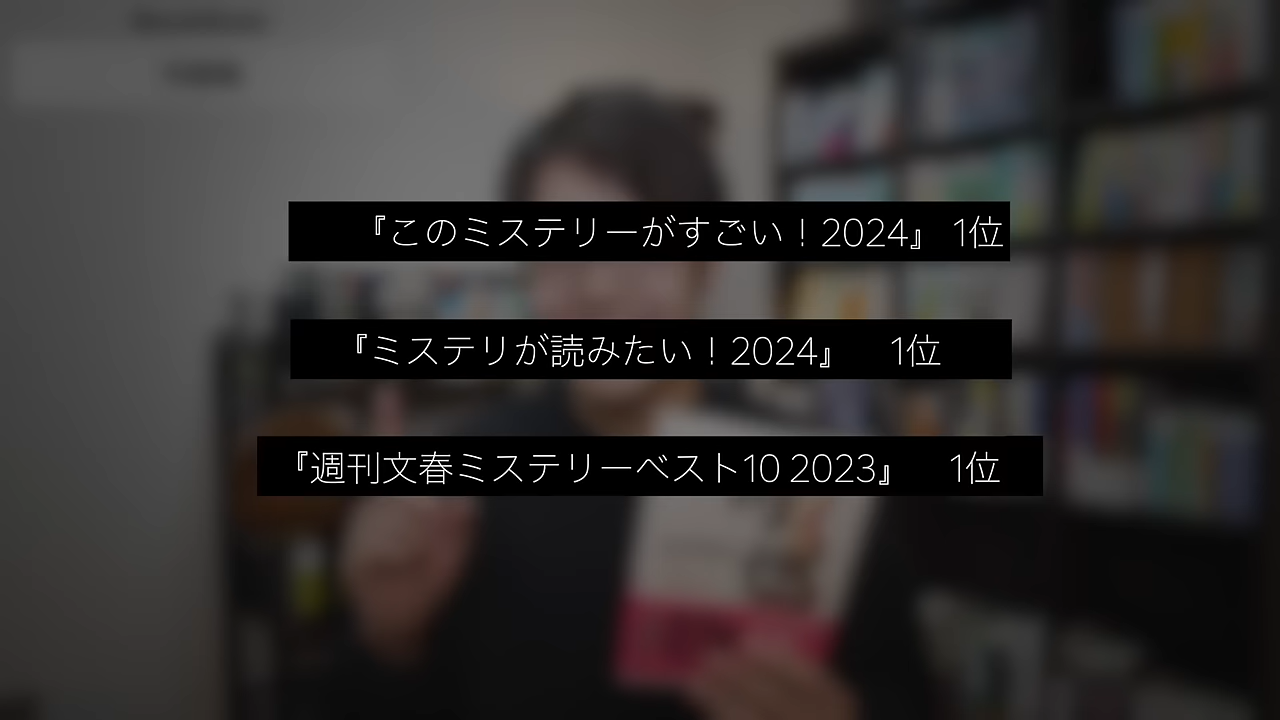 『このミステリーがすごい！2024』 1位
『ミステリが読みたい！2024』　1位
『週刊文春ミステリーベスト10 2023』　1位